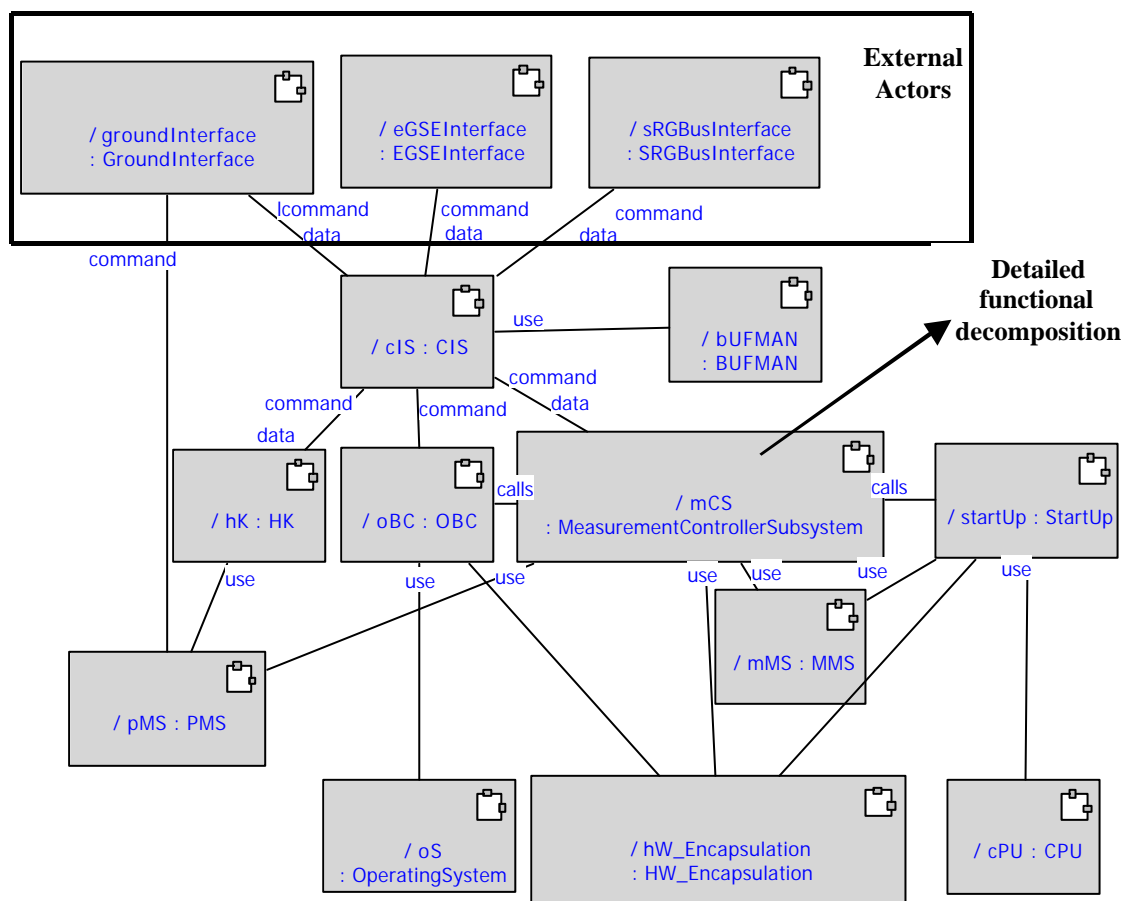 External
Actors
/ groundInterface
: GroundInterface
/ eGSEInterface
: EGSEInterface
/ sRGBusInterface
: SRGBusInterface
lcommand
data
command
data
command
data
command
Detailed
functional
decomposition
/ cIS : CIS
use
/ bUFMAN
: BUFMAN
command
data
command
command
data
/ hK : HK
/ oBC : OBC
calls
/ mCS
: MeasurementControllerSubsystem
calls
/ startUp : StartUp
use
use
use
use
use
use
use
/ mMS : MMS
/ pMS : PMS
/ oS
: OperatingSystem
/ hW_Encapsulation
: HW_Encapsulation
/ cPU : CPU